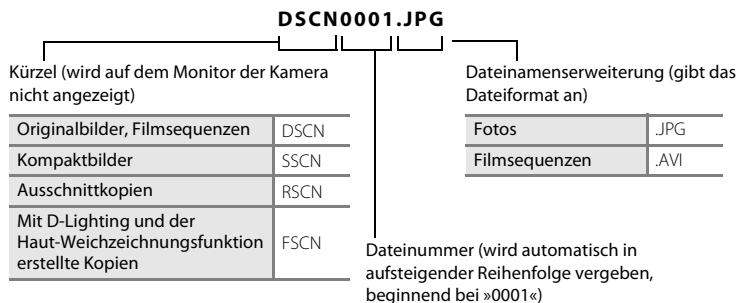 DSCN0001.JPG
Kürzel (wird auf dem Monitor der Kamera
nicht angezeigt)
Originalbilder, Filmsequenzen DSCN
Kompaktbilder SSCN
Ausschnittkopien RSCN
Mit D-Lighting und der
Haut-Weichzeichnungsfunktion
erstellte Kopien FSCN
Dateinamenserweiterung (gibt das
Dateiformat an)
Fotos .JPG
Filmsequenzen .AVI
Dateinummer (wird automatisch in
aufsteigender Reihenfolge vergeben,
beginnend bei »0001«)